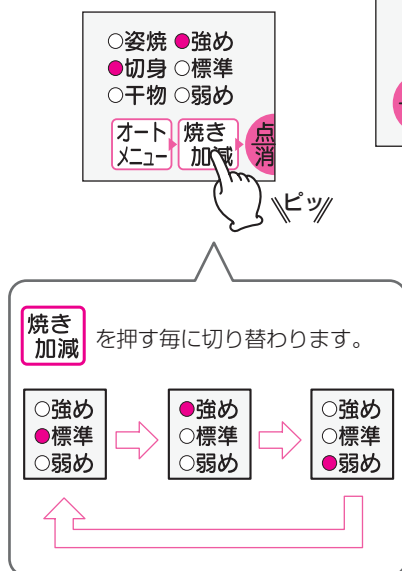 ○姿焼 ●強め
●切身 ○標準
○干物 ○弱め
オート
メニュー
焼き
加減
点
消
ピッ
焼き
加減
を押す毎に切り替わります。
○強め
●標準
○弱め
●強め
○標準
○弱め
○強め
○標準
●弱め